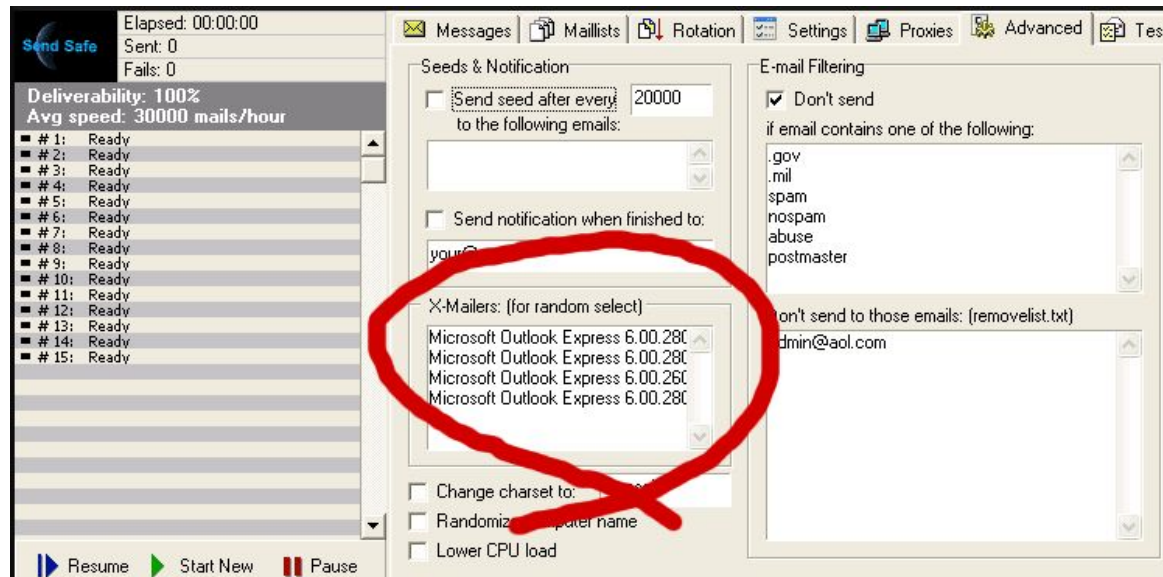 Send Safe
Elapsed: 00:00:00
Sent: 0
Fails: 0
Deliverability: 100%
Avg speed: 30000 mails/hour
# 1: Ready
# 2: Ready
# 3: Ready
# 4: Ready
# 5: Ready
# 6: Ready
# 7: Ready
# 8: Ready
# 9: Ready
# 10: Ready
# 11: Ready
# 12: Ready
# 13: Ready
# 14: Ready
# 15: Ready
Resume Start New Pause
Messages Maillists Rotation Settings Proxies Advanced Tes
Seeds & Notification
Send seed after every 20000
to the following emails:
Send notification when finished to:
X-Mailers: (for random select)
Microsoft Outlook Express 6.00.280
Microsoft Outlook Express 6.00.280
Microsoft Outlook Express 6.00.260
Microsoft Outlook Express 6.00.280
Change charset to:
Randomize computer name
Lower CPU load
E-mail Filtering
Don't send
if email contains one of the following:
.gov
.mil
spam
nospam
abuse
postmaster
Don't send to those emails: (removelist.txt)
admin@aol.com